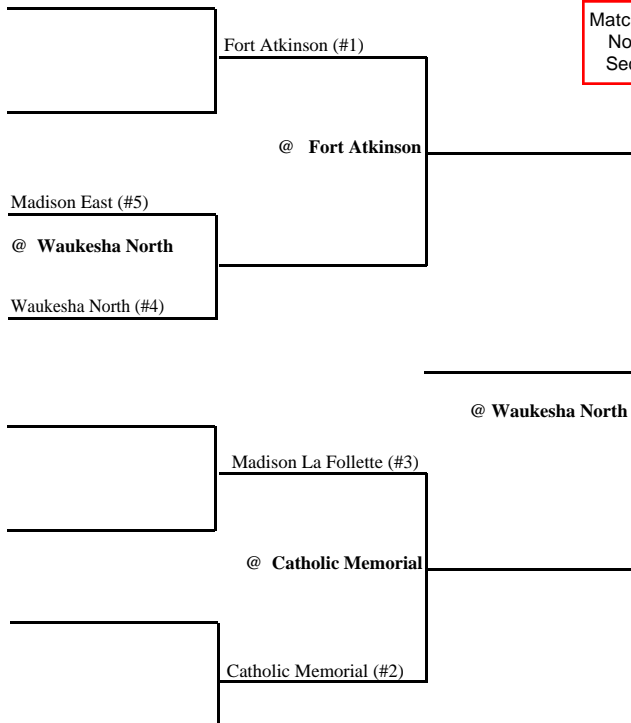 Fort Atkinson (#1)
@ Fort Atkinson
Madison East (#5)
@ Waukesha North
Waukesha North (#4)
@ Waukesha North
Madison La Follette (#3)
@ Catholic Memorial
Catholic Memorial (#2)